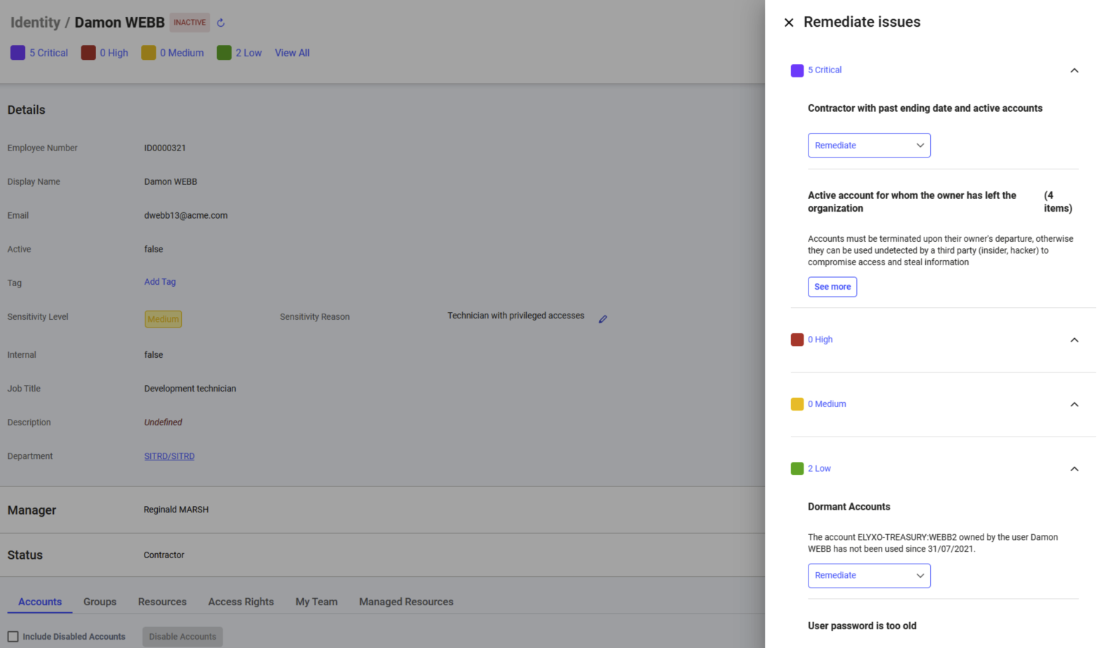 Identity / Damon WEBB INACTIVE
5 Critical 0 High 0 Medium 2 Low View All
Details
Employee Number ID0000321
Display Name Damon WEBB
Email dwebb13@acme.com
Active false
Tag Add Tag
Sensitivity Level Medium Sensitivity Reason Technician with privileged accesses
Internal false
Job Title Development technician
Description Undefined
Department SITRD/SITRD
Manager Reginald MARSH
Status Contractor
Accounts Groups Resources Access Rights My Team Managed Resources
Include Disabled Accounts Disable Accounts
Remediate issues
5 Critical
Contractor with past ending date and active accounts
Remediate
Active account for whom the owner has left the (4
organization items)
Accounts must be terminated upon their owner's departure, otherwise
they can be used undetected by a third party (insider, hacker) to
compromise access and steal information
See more
0 High
0 Medium
2 Low
Dormant Accounts
The account ELYXO-TREASURY:WEBB2 owned by the user Damon
WEBB has not been used since 31/07/2021.
Remediate
User password is too old